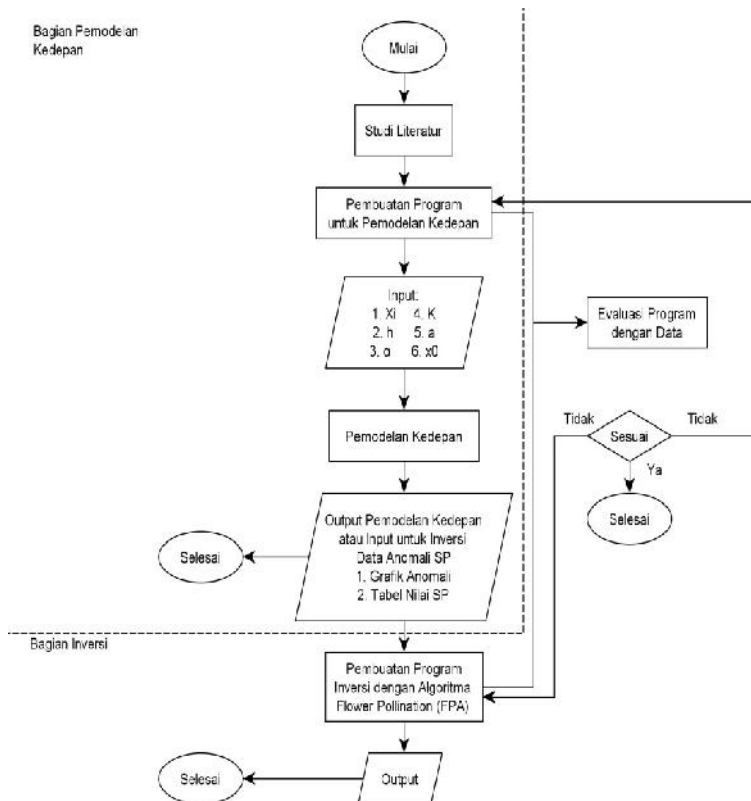 Bagian Pemodelan
Kedepan
Mulai
Studi Literatur
Pembuatan Program
untuk Pemodelan Kedepan
Input:
1. Xi 4. K
2. h 5. a
3. α 6. x0
Evaluasi Program
dengan Data
Pemodelan Kedepan
Tidak
Sesuai
Tidak
Ya
Selesai
Output Pemodelan Kedepan
atau Input untuk Inversi
Data Anomali SP
1. Grafik Anomali
2. Tabel Nilai SP
Selesai
Bagian Inversi
Pembuatan Program
Inversi dengan Algoritma
Flower Pollination (FPA)
Selesai
Output